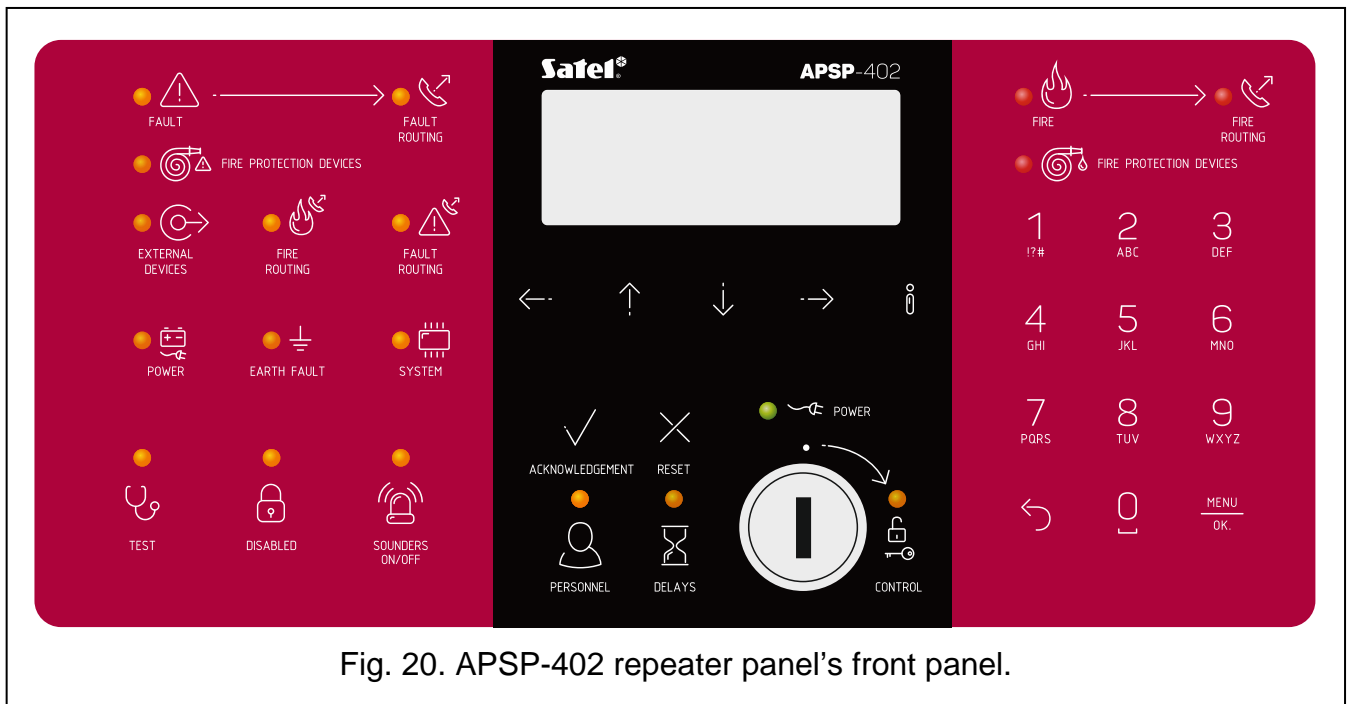 Satel®
APSP-402
FAULT
FAULT
ROUTING
FIRE PROTECTION DEVICES
EXTERNAL
DEVICES
FIRE
ROUTING
FAULT
ROUTING
POWER
EARTH FAULT
SYSTEM
TEST
DISABLED
SOUNDERS
ON/OFF
ACKNOWLEDGEMENT
RESET
POWER
PERSONNEL
DELAYS
CONTROL
FIRE
FIRE
ROUTING
FIRE PROTECTION DEVICES
1
!?#
2
ABC
3
DEF
4
GHI
5
JKL
6
MNO
7
PQRS
8
TUV
9
WXYZ
0
MENU
OK.
Fig. 20. APSP-402 repeater panel’s front panel.